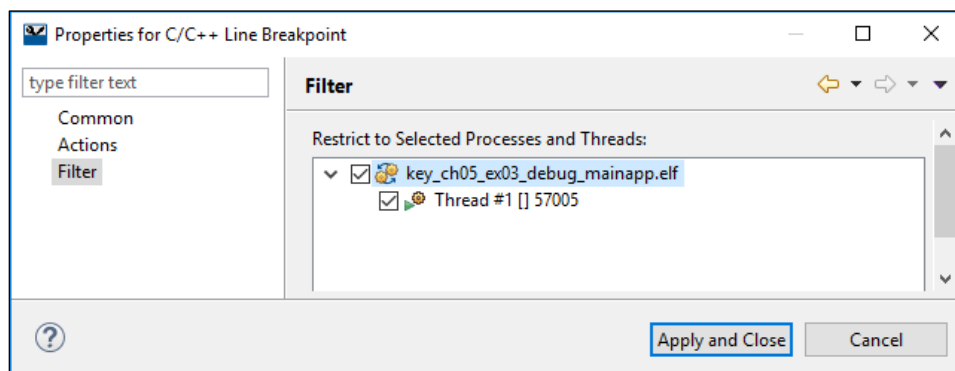 Properties for C/C++ Line Breakpoint
type filter text
Common
Actions
Filter
Filter
Restrict to Selected Processes and Threads:
key_ch05_ex03_debug_mainapp.elf
Thread #1 [] 57005
?
Apply and Close
Cancel